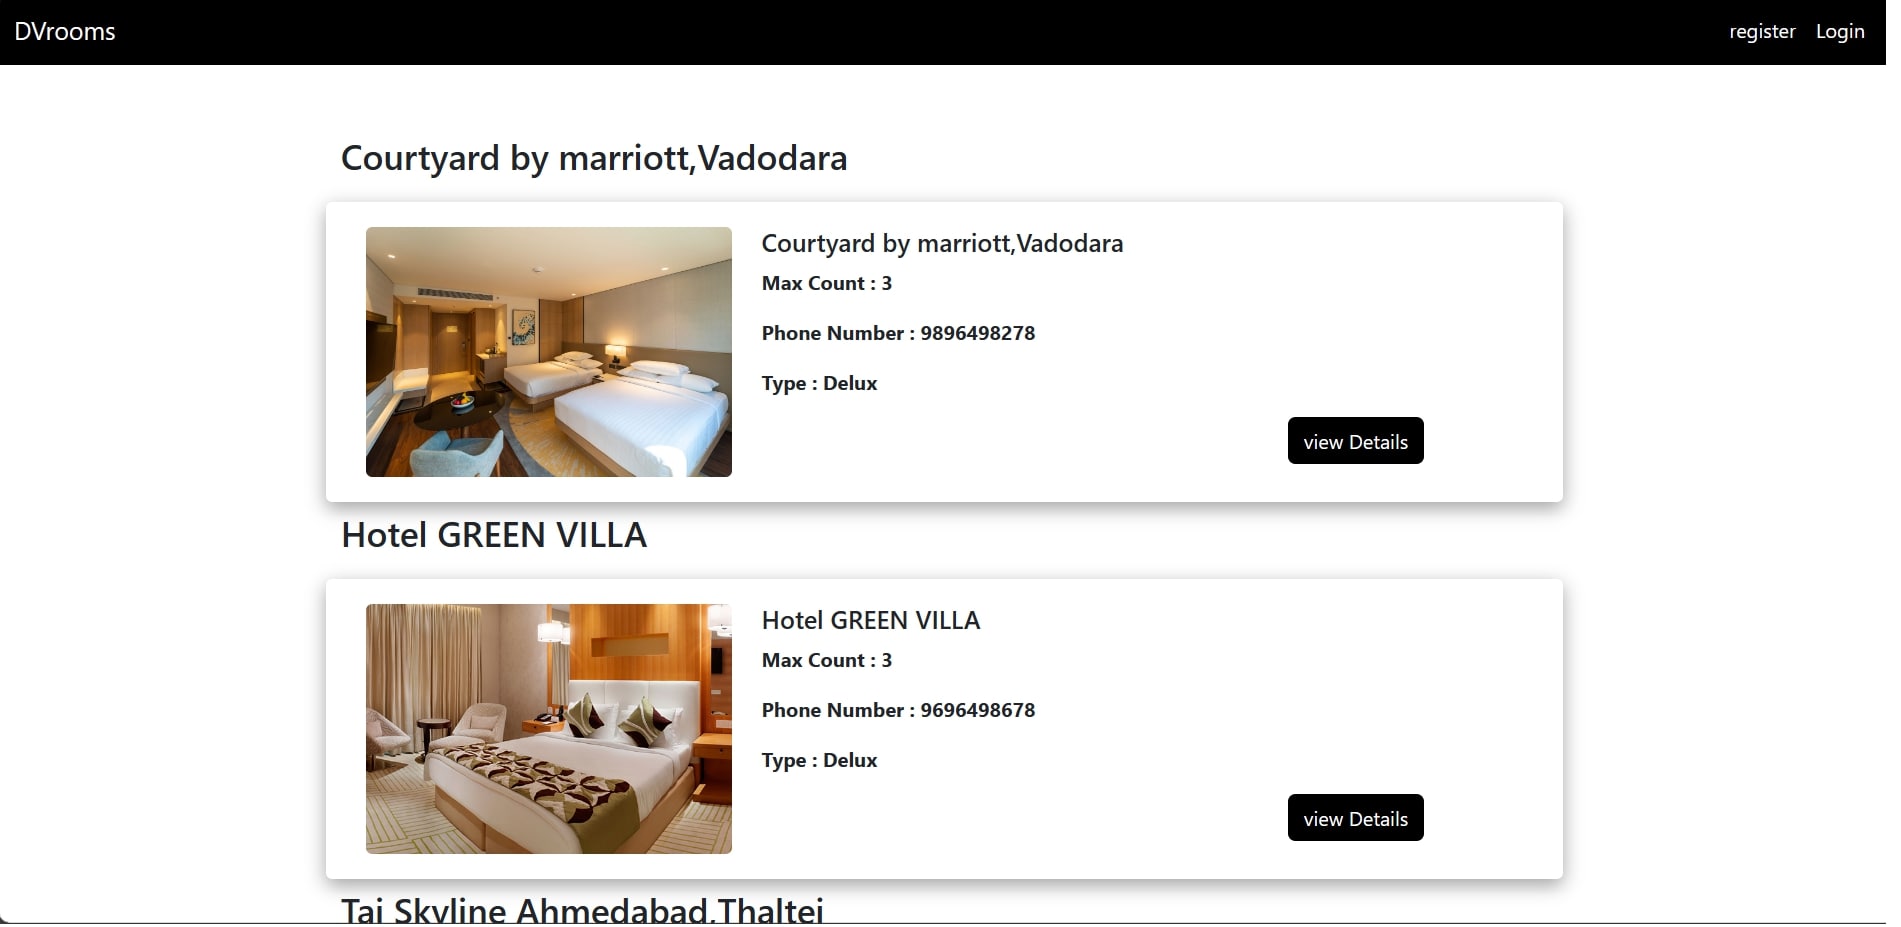 DVrooms
register
Login
Courtyard by marriott,Vadodara
Courtyard by marriott,Vadodara
Max Count : 3
Phone Number : 9896498278
Type : Delux
view Details
Hotel GREEN VILLA
Hotel GREEN VILLA
Max Count : 3
Phone Number : 9696498678
Type : Delux
view Details
Taj Skyline Ahmedabad,Thaltej